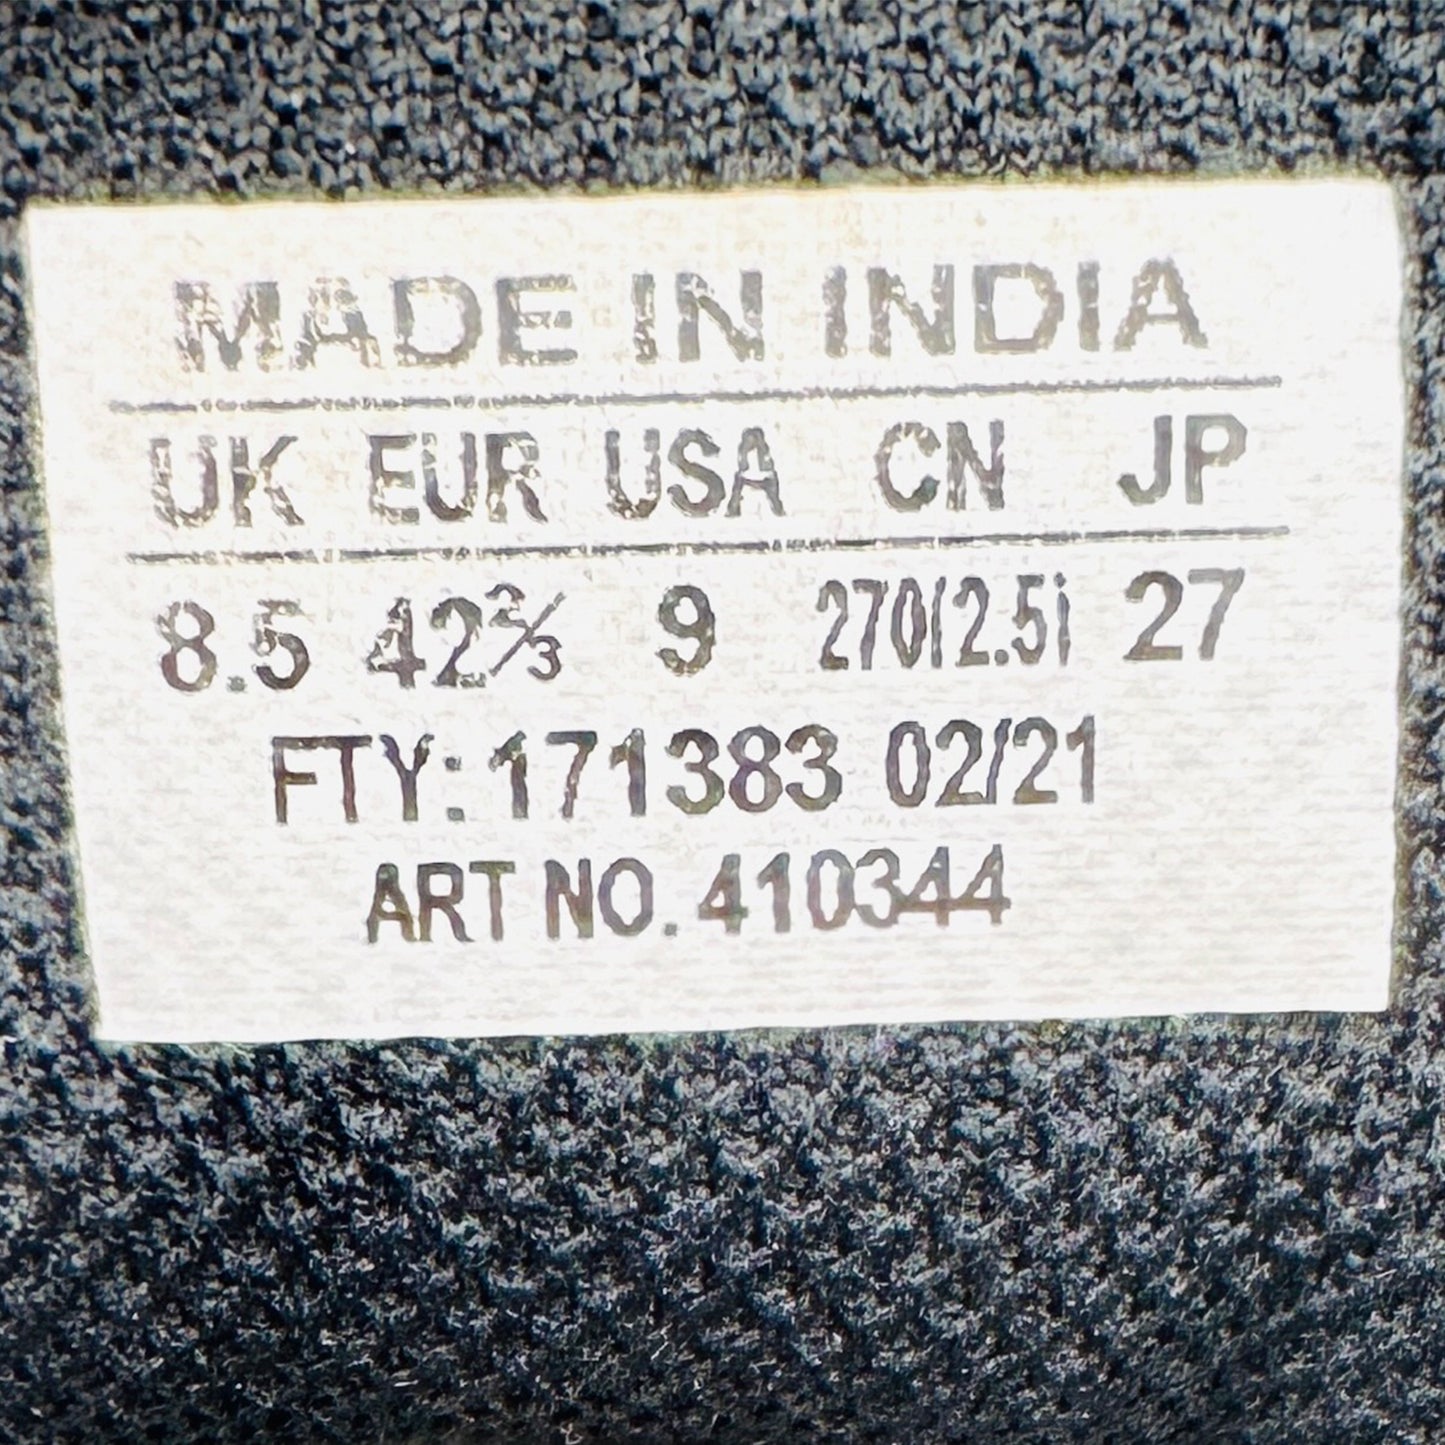 MADE IN INDIA
UK EUR USA CN JP
8.5 42⅔ 9 270(2.5) 27
FTY: 171383 02/21
ART NO. 410344